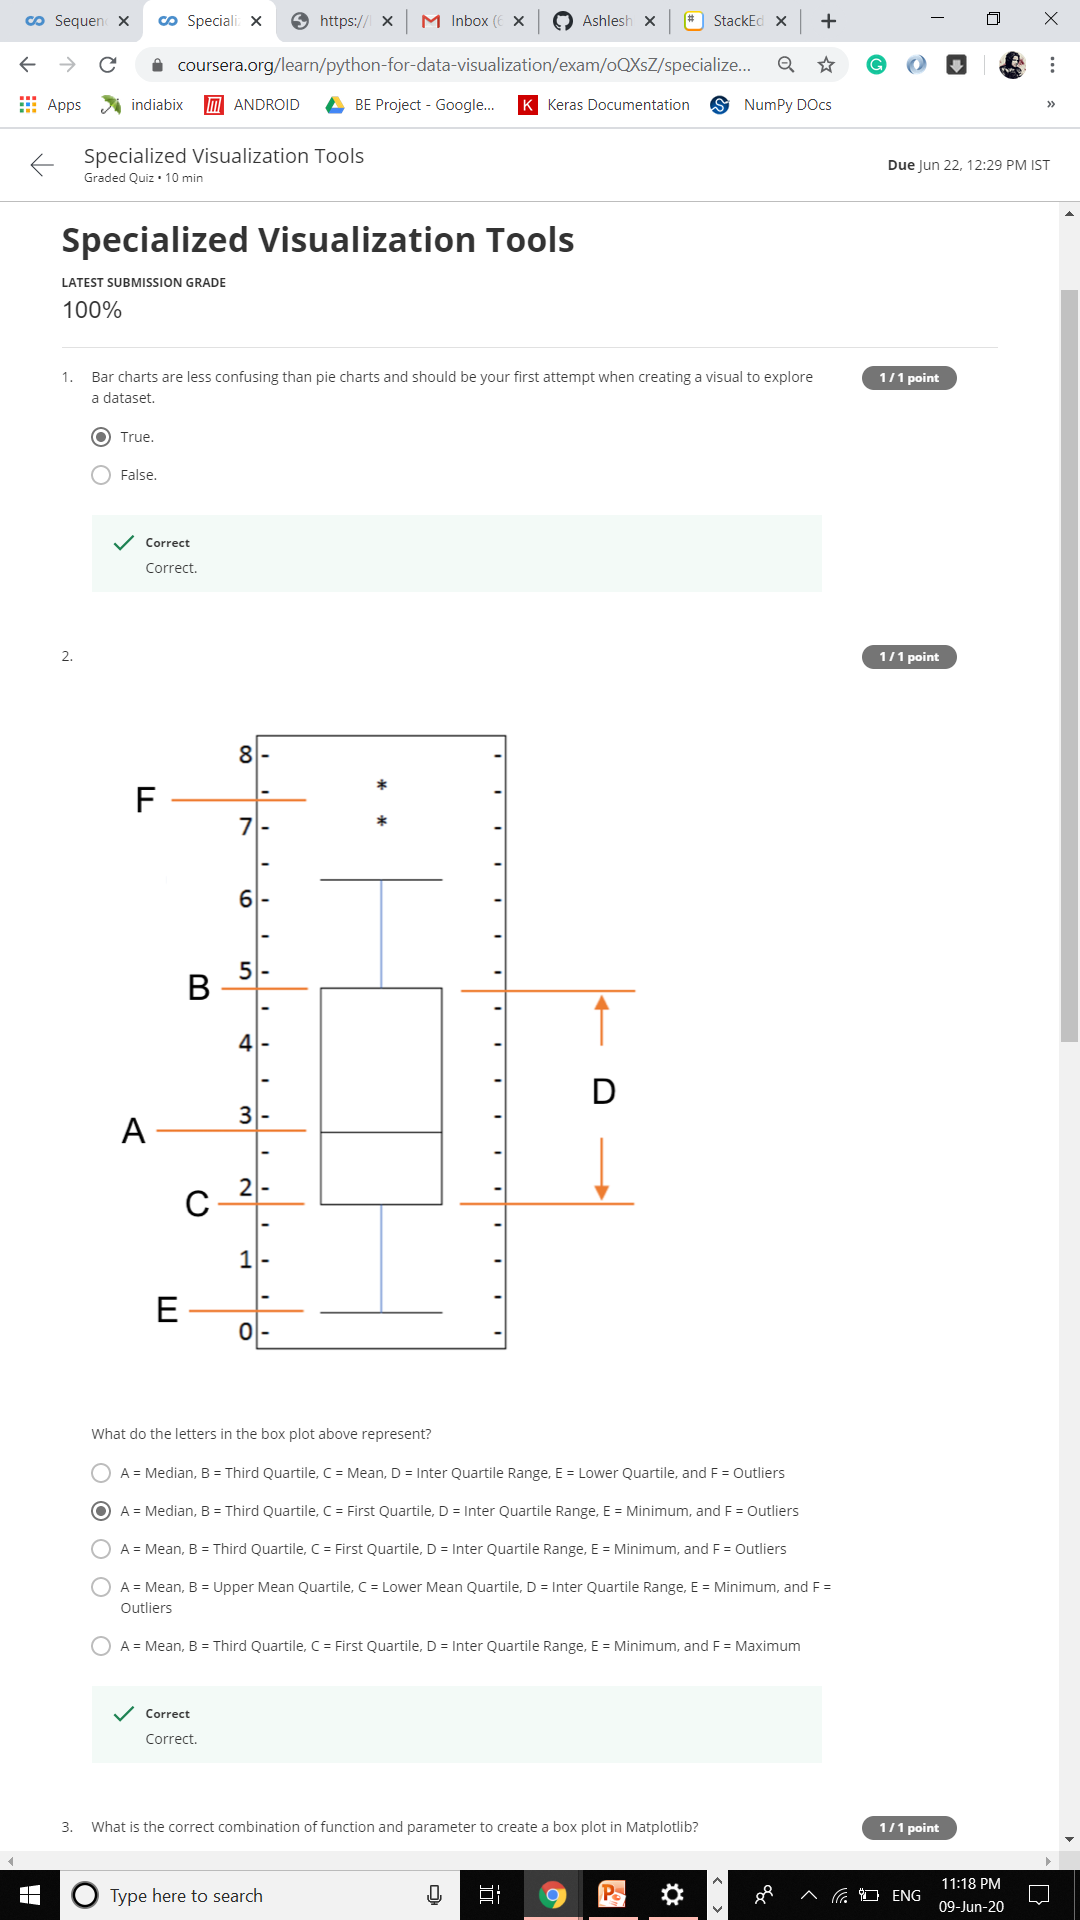 Sequen
Speciali
https://
Inbox (6
Ashlesh
StackEd
coursera.org/learn/python-for-data-visualization/exam/oQXsZ/specialize...
Apps
indiabix
ANDROID
BE Project - Google...
Keras Documentation
NumPy DOcs
»
Specialized Visualization Tools
Graded Quiz • 10 min
Due Jun 22, 12:29 PM IST
Specialized Visualization Tools
LATEST SUBMISSION GRADE
100%
1. Bar charts are less confusing than pie charts and should be your first attempt when creating a visual to explore
a dataset.
1 / 1 point
True.
False.
Correct
Correct.
2.
1 / 1 point
8
F
7
6
5
B
4
D
3
A
2
C
1
E
0
What do the letters in the box plot above represent?
A = Median, B = Third Quartile, C = Mean, D = Inter Quartile Range, E = Lower Quartile, and F = Outliers
A = Median, B = Third Quartile, C = First Quartile, D = Inter Quartile Range, E = Minimum, and F = Outliers
A = Mean, B = Third Quartile, C = First Quartile, D = Inter Quartile Range, E = Minimum, and F = Outliers
A = Mean, B = Upper Mean Quartile, C = Lower Mean Quartile, D = Inter Quartile Range, E = Minimum, and F =
Outliers
A = Mean, B = Third Quartile, C = First Quartile, D = Inter Quartile Range, E = Minimum, and F = Maximum
Correct
Correct.
3. What is the correct combination of function and parameter to create a box plot in Matplotlib?
1 / 1 point
Type here to search
ENG
11:18 PM
09-Jun-20